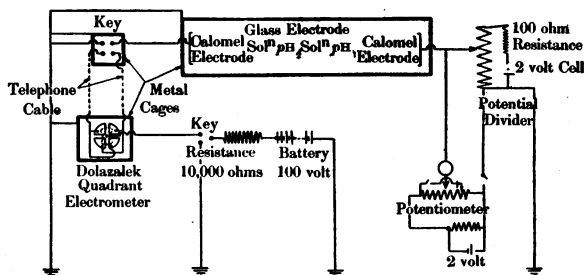 Key
Glass Electrode
Calomel Electrode
Solⁿ pH₂ Solⁿ pH₁
Calomel Electrode
100 ohm
Resistance
2 volt Cell
Potential
Divider
Telephone
Cable
Metal
Cages
Key
Resistance
10,000 ohms
Battery
100 volt
Dolazalek
Quadrant
Electrometer
Potentiometer
2 volt